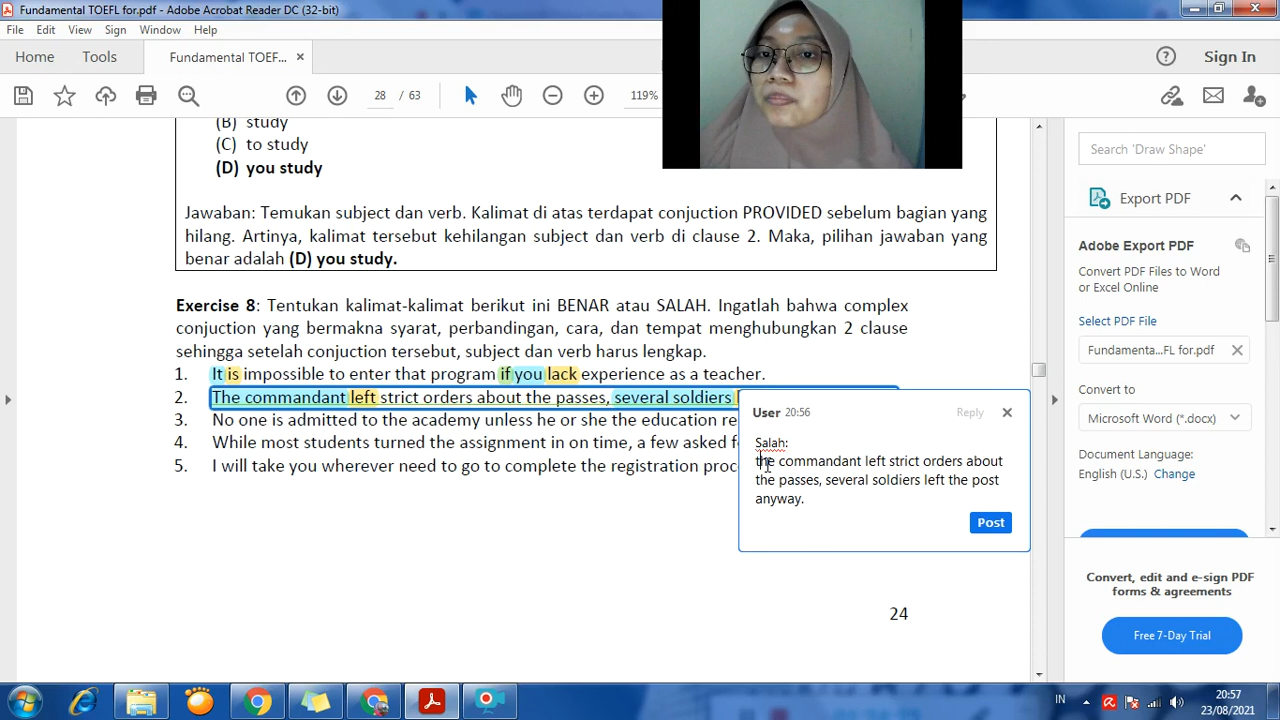 Fundamental TOEFL for.pdf - Adobe Acrobat Reader DC (32-bit)
File Edit View Sign Window Help
Home Tools Fundamental TOEF... × Sign In
28 / 63 119%
(B) study
(C) to study
(D) you study
Jawaban: Temukan subject dan verb. Kalimat di atas terdapat conjuction PROVIDED sebelum bagian yang
hilang. Artinya, kalimat tersebut kehilangan subject dan verb di clause 2. Maka, pilihan jawaban yang
benar adalah (D) you study.
Exercise 8: Tentukan kalimat-kalimat berikut ini BENAR atau SALAH. Ingatlah bahwa complex
conjuction yang bermakna syarat, perbandingan, cara, dan tempat menghubungkan 2 clause
sehingga setelah conjuction tersebut, subject dan verb harus lengkap.
1. It is impossible to enter that program if you lack experience as a teacher.
2. The commandant left strict orders about the passes, several soldiers
3. No one is admitted to the academy unless he or she the education
4. While most students turned the assignment in on time, a few asked
5. I will take you wherever need to go to complete the registration
User 20:56 Reply
Salah:
the commandant left strict orders about
the passes, several soldiers left the post
anyway.
Post
24
Search 'Draw Shape'
Export PDF
Adobe Export PDF
Convert PDF Files to Word
or Excel Online
Select PDF File
Fundamenta...FL for.pdf
Convert to
Microsoft Word (*.docx)
Document Language:
English (U.S.) Change
Convert, edit and e-sign PDF
forms & agreements
Free 7-Day Trial
IN
20:57
23/08/2021